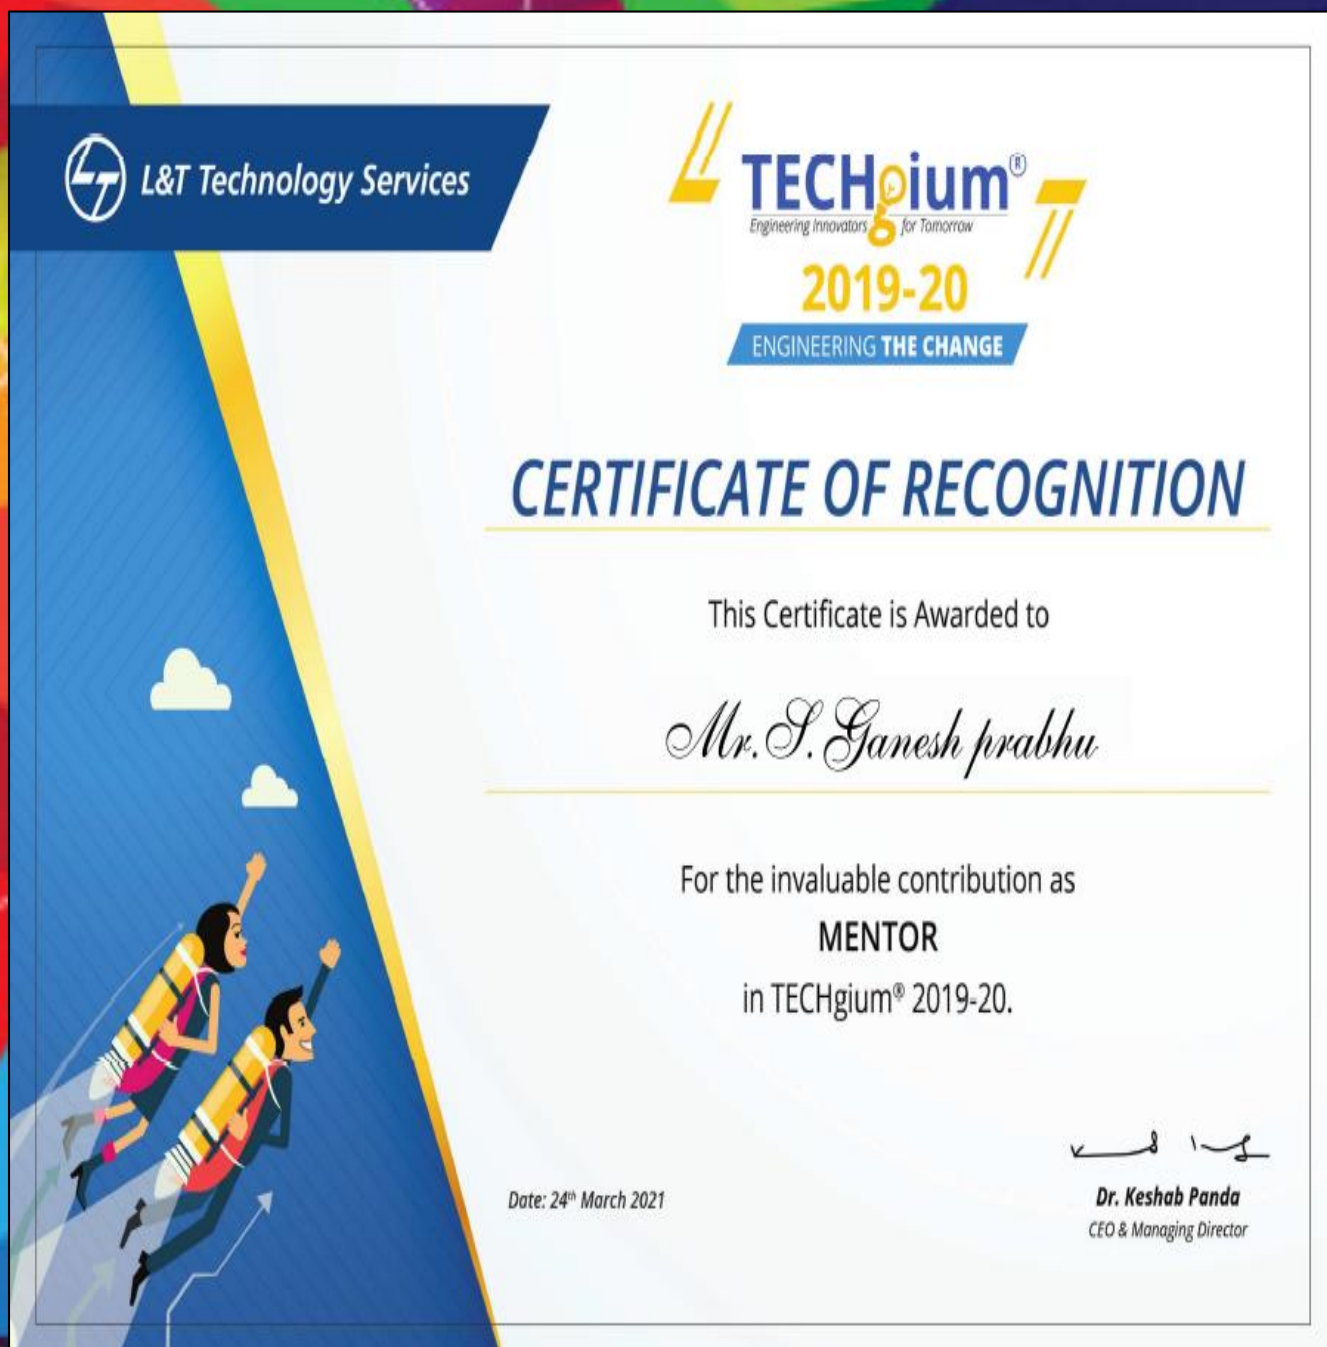 L&T Technology Services
TECHgium®
Engineering Innovators for Tomorrow
2019-20
ENGINEERING THE CHANGE
CERTIFICATE OF RECOGNITION
This Certificate is Awarded to
Mr. S. Ganesh prabhu
For the invaluable contribution as
MENTOR
in TECHgium® 2019-20.
Date: 24th March 2021
Dr. Keshab Panda
CEO & Managing Director